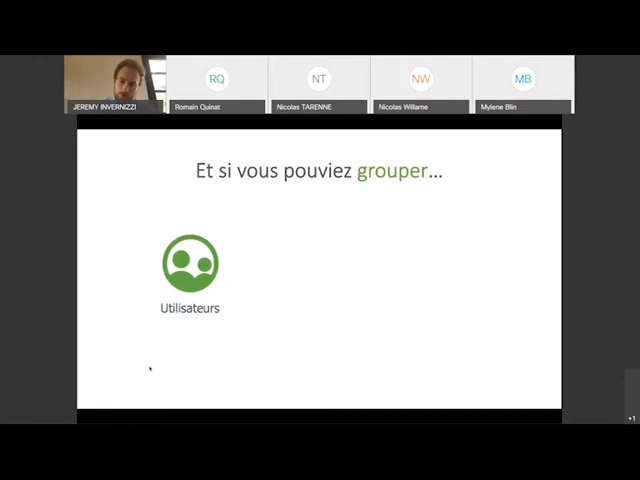 RQ
NT
NW
MB
JEREMY INVERNIZZI
Romain Quinat
Nicolas TARENNE
Nicolas Willame
Mylene Blin
Et si vous pouviez grouper...
Utilisateurs
+1